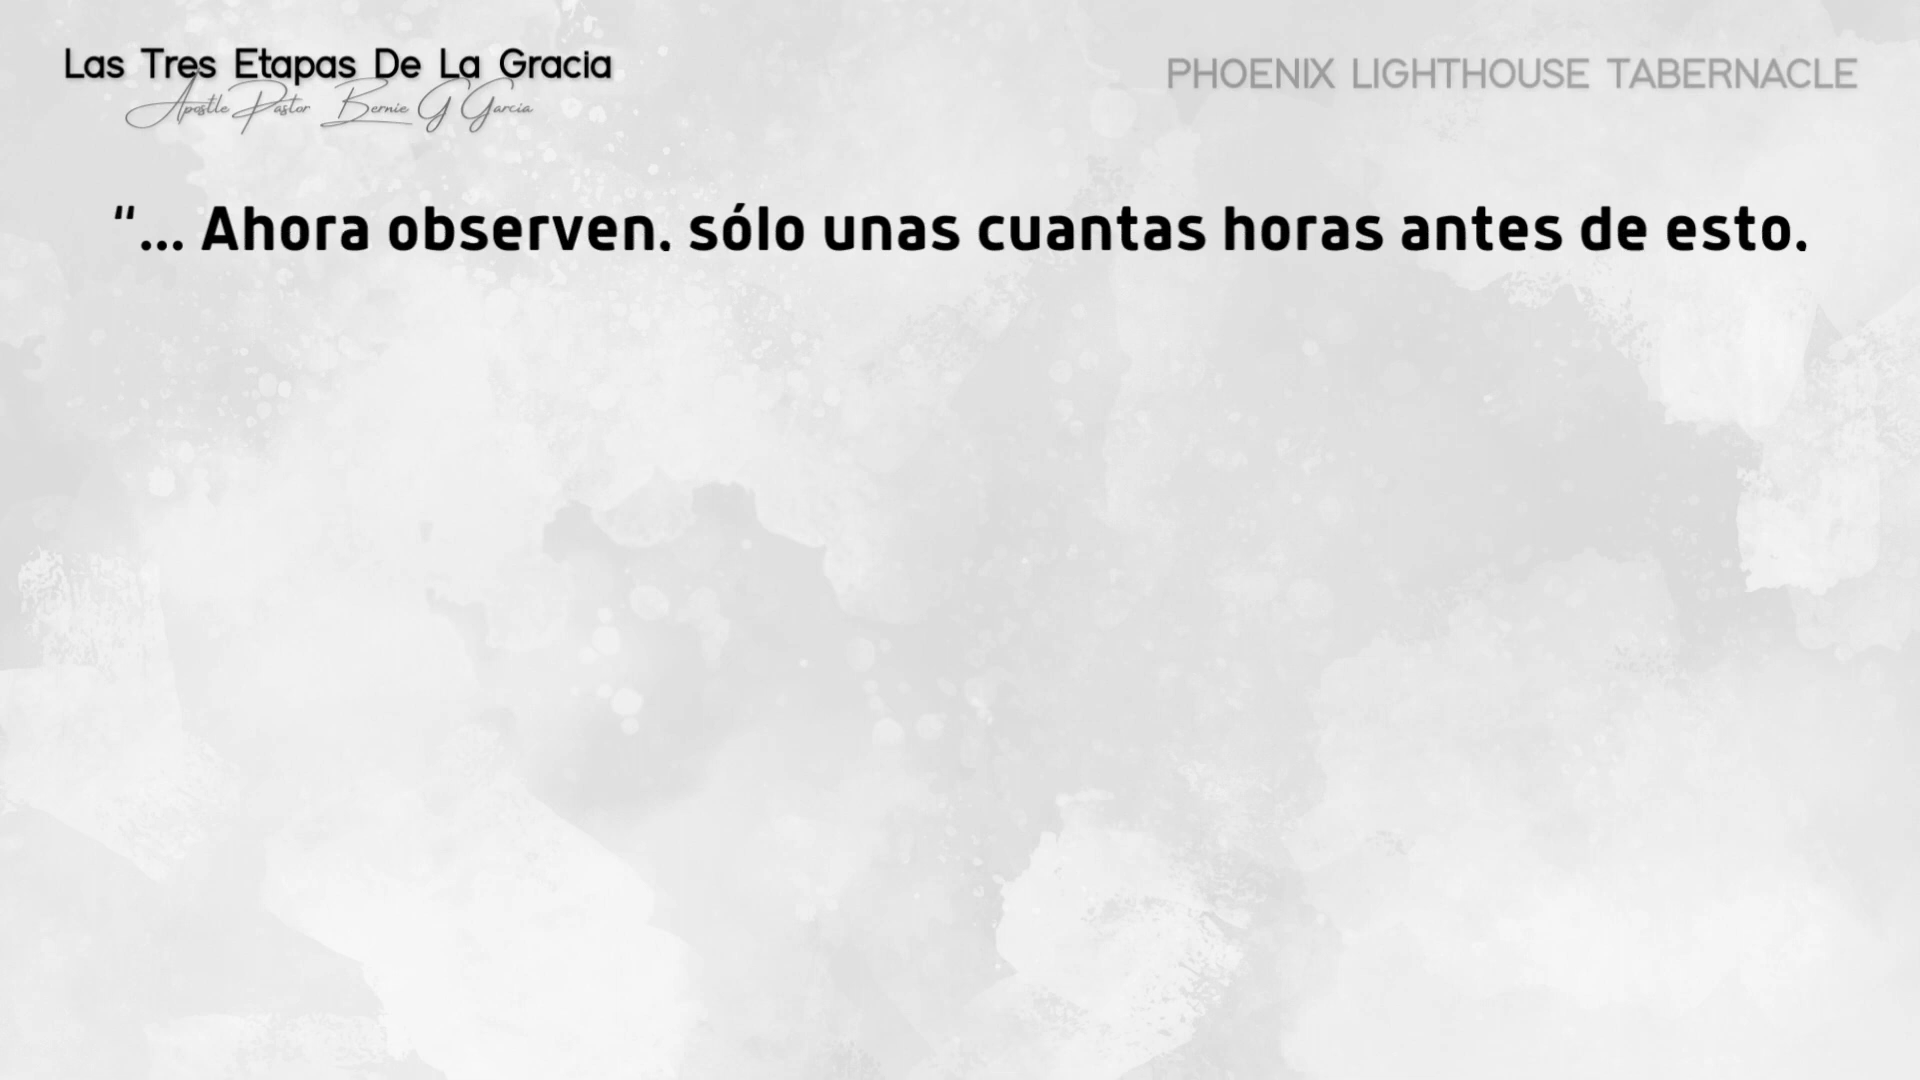 Las Tres Etapas De La Gracia
Apostle Pastor Bernie G Garcia
PHOENIX LIGHTHOUSE TABERNACLE
“... Ahora observen, sólo unas cuantas horas antes de esto.